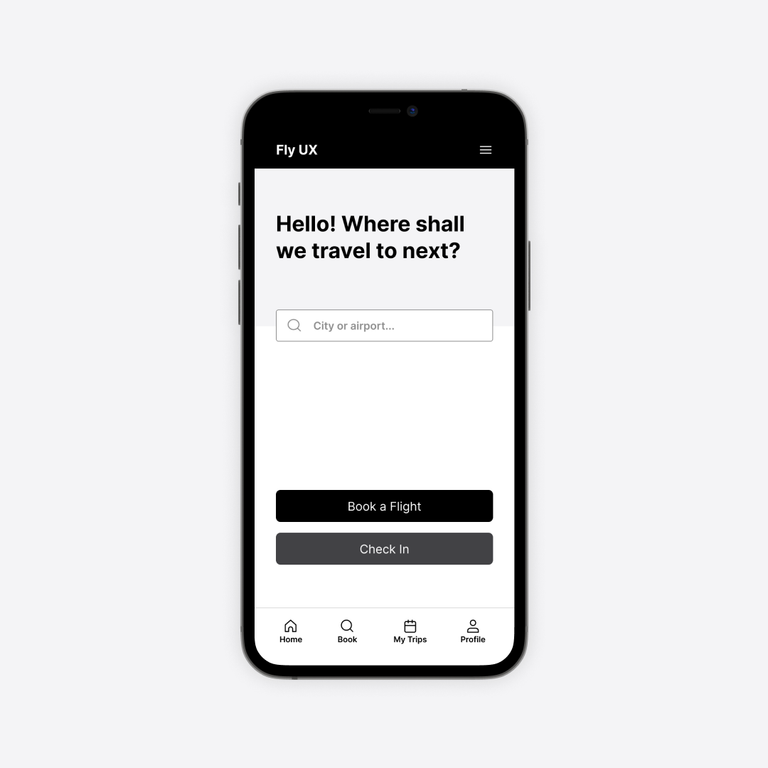 Fly UX
Hello! Where shall
we travel to next?
City or airport...
Book a Flight
Check In
Home Book My Trips Profile